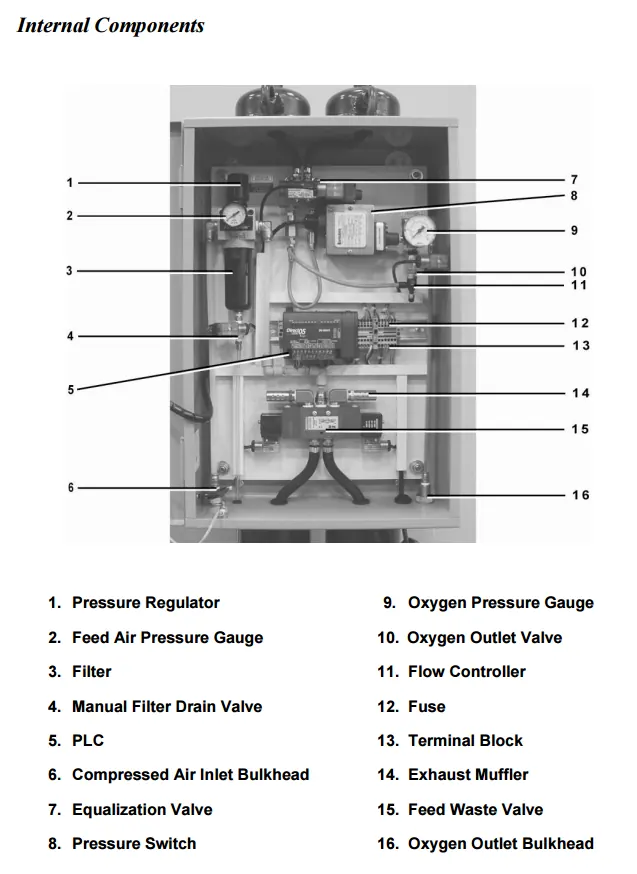 Internal Components
1
2
3
4
5
6
7
8
9
10
11
12
13
14
15
16
1. Pressure Regulator
2. Feed Air Pressure Gauge
3. Filter
4. Manual Filter Drain Valve
5. PLC
6. Compressed Air Inlet Bulkhead
7. Equalization Valve
8. Pressure Switch
9. Oxygen Pressure Gauge
10. Oxygen Outlet Valve
11. Flow Controller
12. Fuse
13. Terminal Block
14. Exhaust Muffler
15. Feed Waste Valve
16. Oxygen Outlet Bulkhead